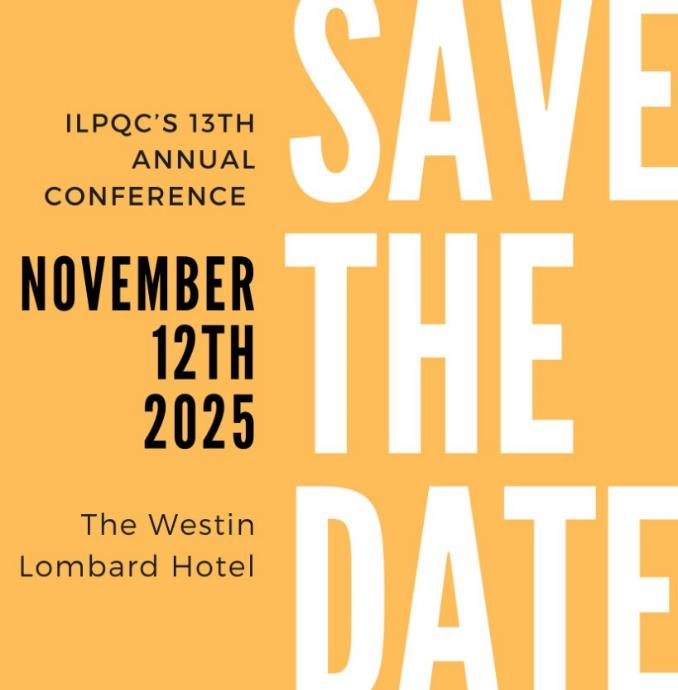 ILPQC'S 13TH
ANNUAL
CONFERENCE
NOVEMBER
12TH
2025
The Westin
Lombard Hotel
SAVE
THE
DATE